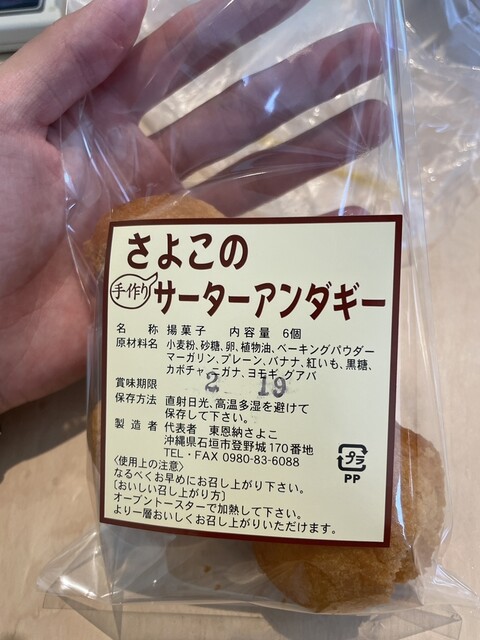 さよこの
手作り サーターアンダギー
名 称 揚菓子 内容量 6個
原材料名 小麦粉、砂糖、卵、植物油、ベーキングパウダー
マーガリン、プレーン、バナナ、紅いも、黒糖、
カボチャ、ニガナ、ヨモギ、グアバ
賞味期限 2 19
保存方法 直射日光、高温多湿を避けて
保存して下さい。
製造者 代表者 東恩納さよこ
沖縄県石垣市登野城170番地
TEL・FAX 0980-83-6088
〈使用上の注意〉
なるべくお早めにお召し上がり下さい。
〔おいしい召し上がり方〕
オーブントースターで加熱して下さい。
より一層おいしくお召し上がりいただけます。
プラ
PP